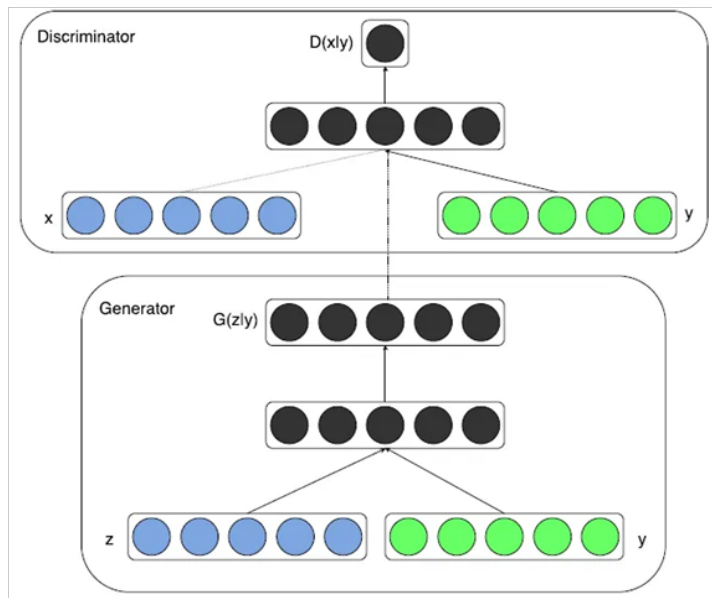 Discriminator
D(x|y)
x
y
Generator
G(z|y)
z
y